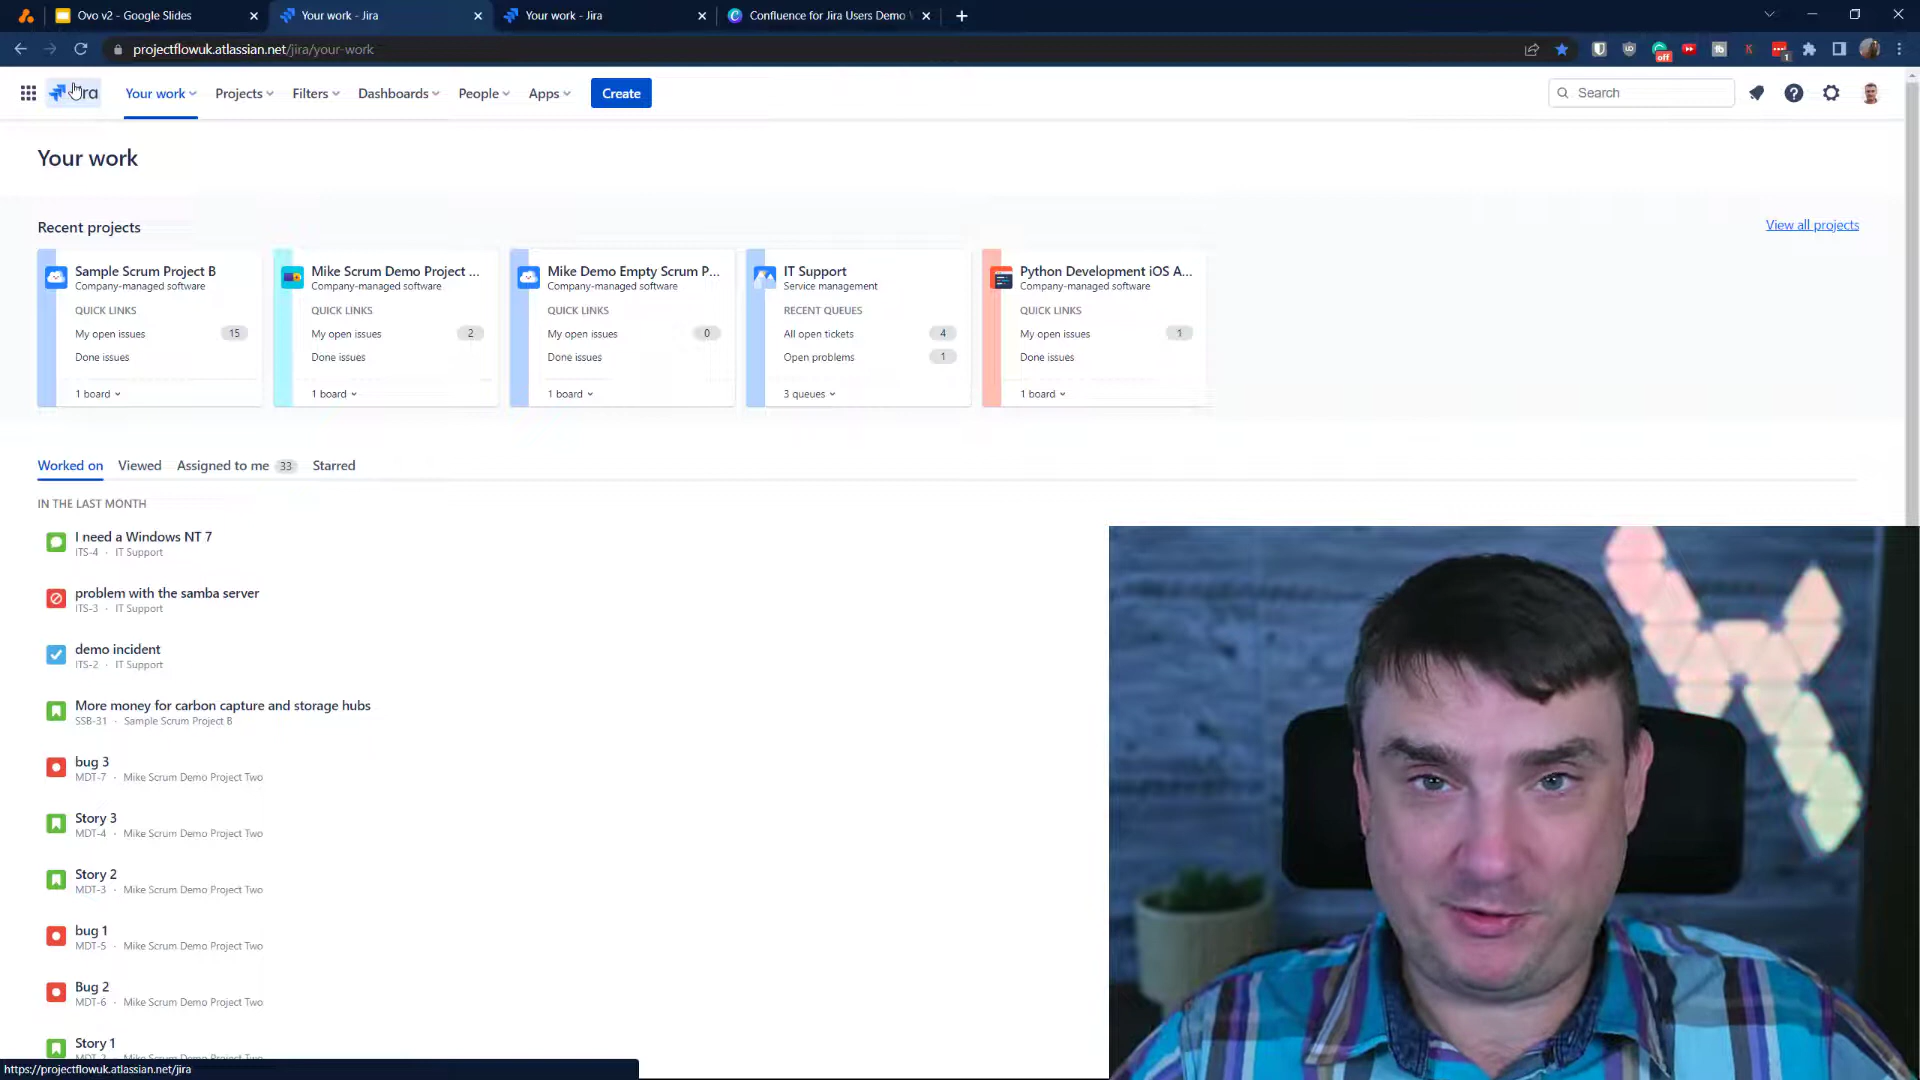 Ovo v2 - Google Slides
Your work - Jira
Your work - Jira
Confluence for Jira Users Demo
projectflowuk.atlassian.net/jira/your-work
off
1
Jira
Your work
Projects
Filters
Dashboards
People
Apps
Create
Search
Your work
Recent projects
View all projects
Sample Scrum Project B
Company-managed software
QUICK LINKS
My open issues 15
Done issues
1 board
Mike Scrum Demo Project ...
Company-managed software
QUICK LINKS
My open issues 2
Done issues
1 board
Mike Demo Empty Scrum P...
Company-managed software
QUICK LINKS
My open issues 0
Done issues
1 board
IT Support
Service management
RECENT QUEUES
All open tickets 4
Open problems 1
3 queues
Python Development iOS A...
Company-managed software
QUICK LINKS
My open issues 1
Done issues
1 board
Worked on
Viewed
Assigned to me 33
Starred
IN THE LAST MONTH
I need a Windows NT 7
ITS-4 · IT Support
problem with the samba server
ITS-3 · IT Support
demo incident
ITS-2 · IT Support
More money for carbon capture and storage hubs
SSB-31 · Sample Scrum Project B
bug 3
MDT-7 · Mike Scrum Demo Project Two
Story 3
MDT-4 · Mike Scrum Demo Project Two
Story 2
MDT-3 · Mike Scrum Demo Project Two
bug 1
MDT-5 · Mike Scrum Demo Project Two
Bug 2
MDT-6 · Mike Scrum Demo Project Two
Story 1
https://projectflowuk.atlassian.net/jira